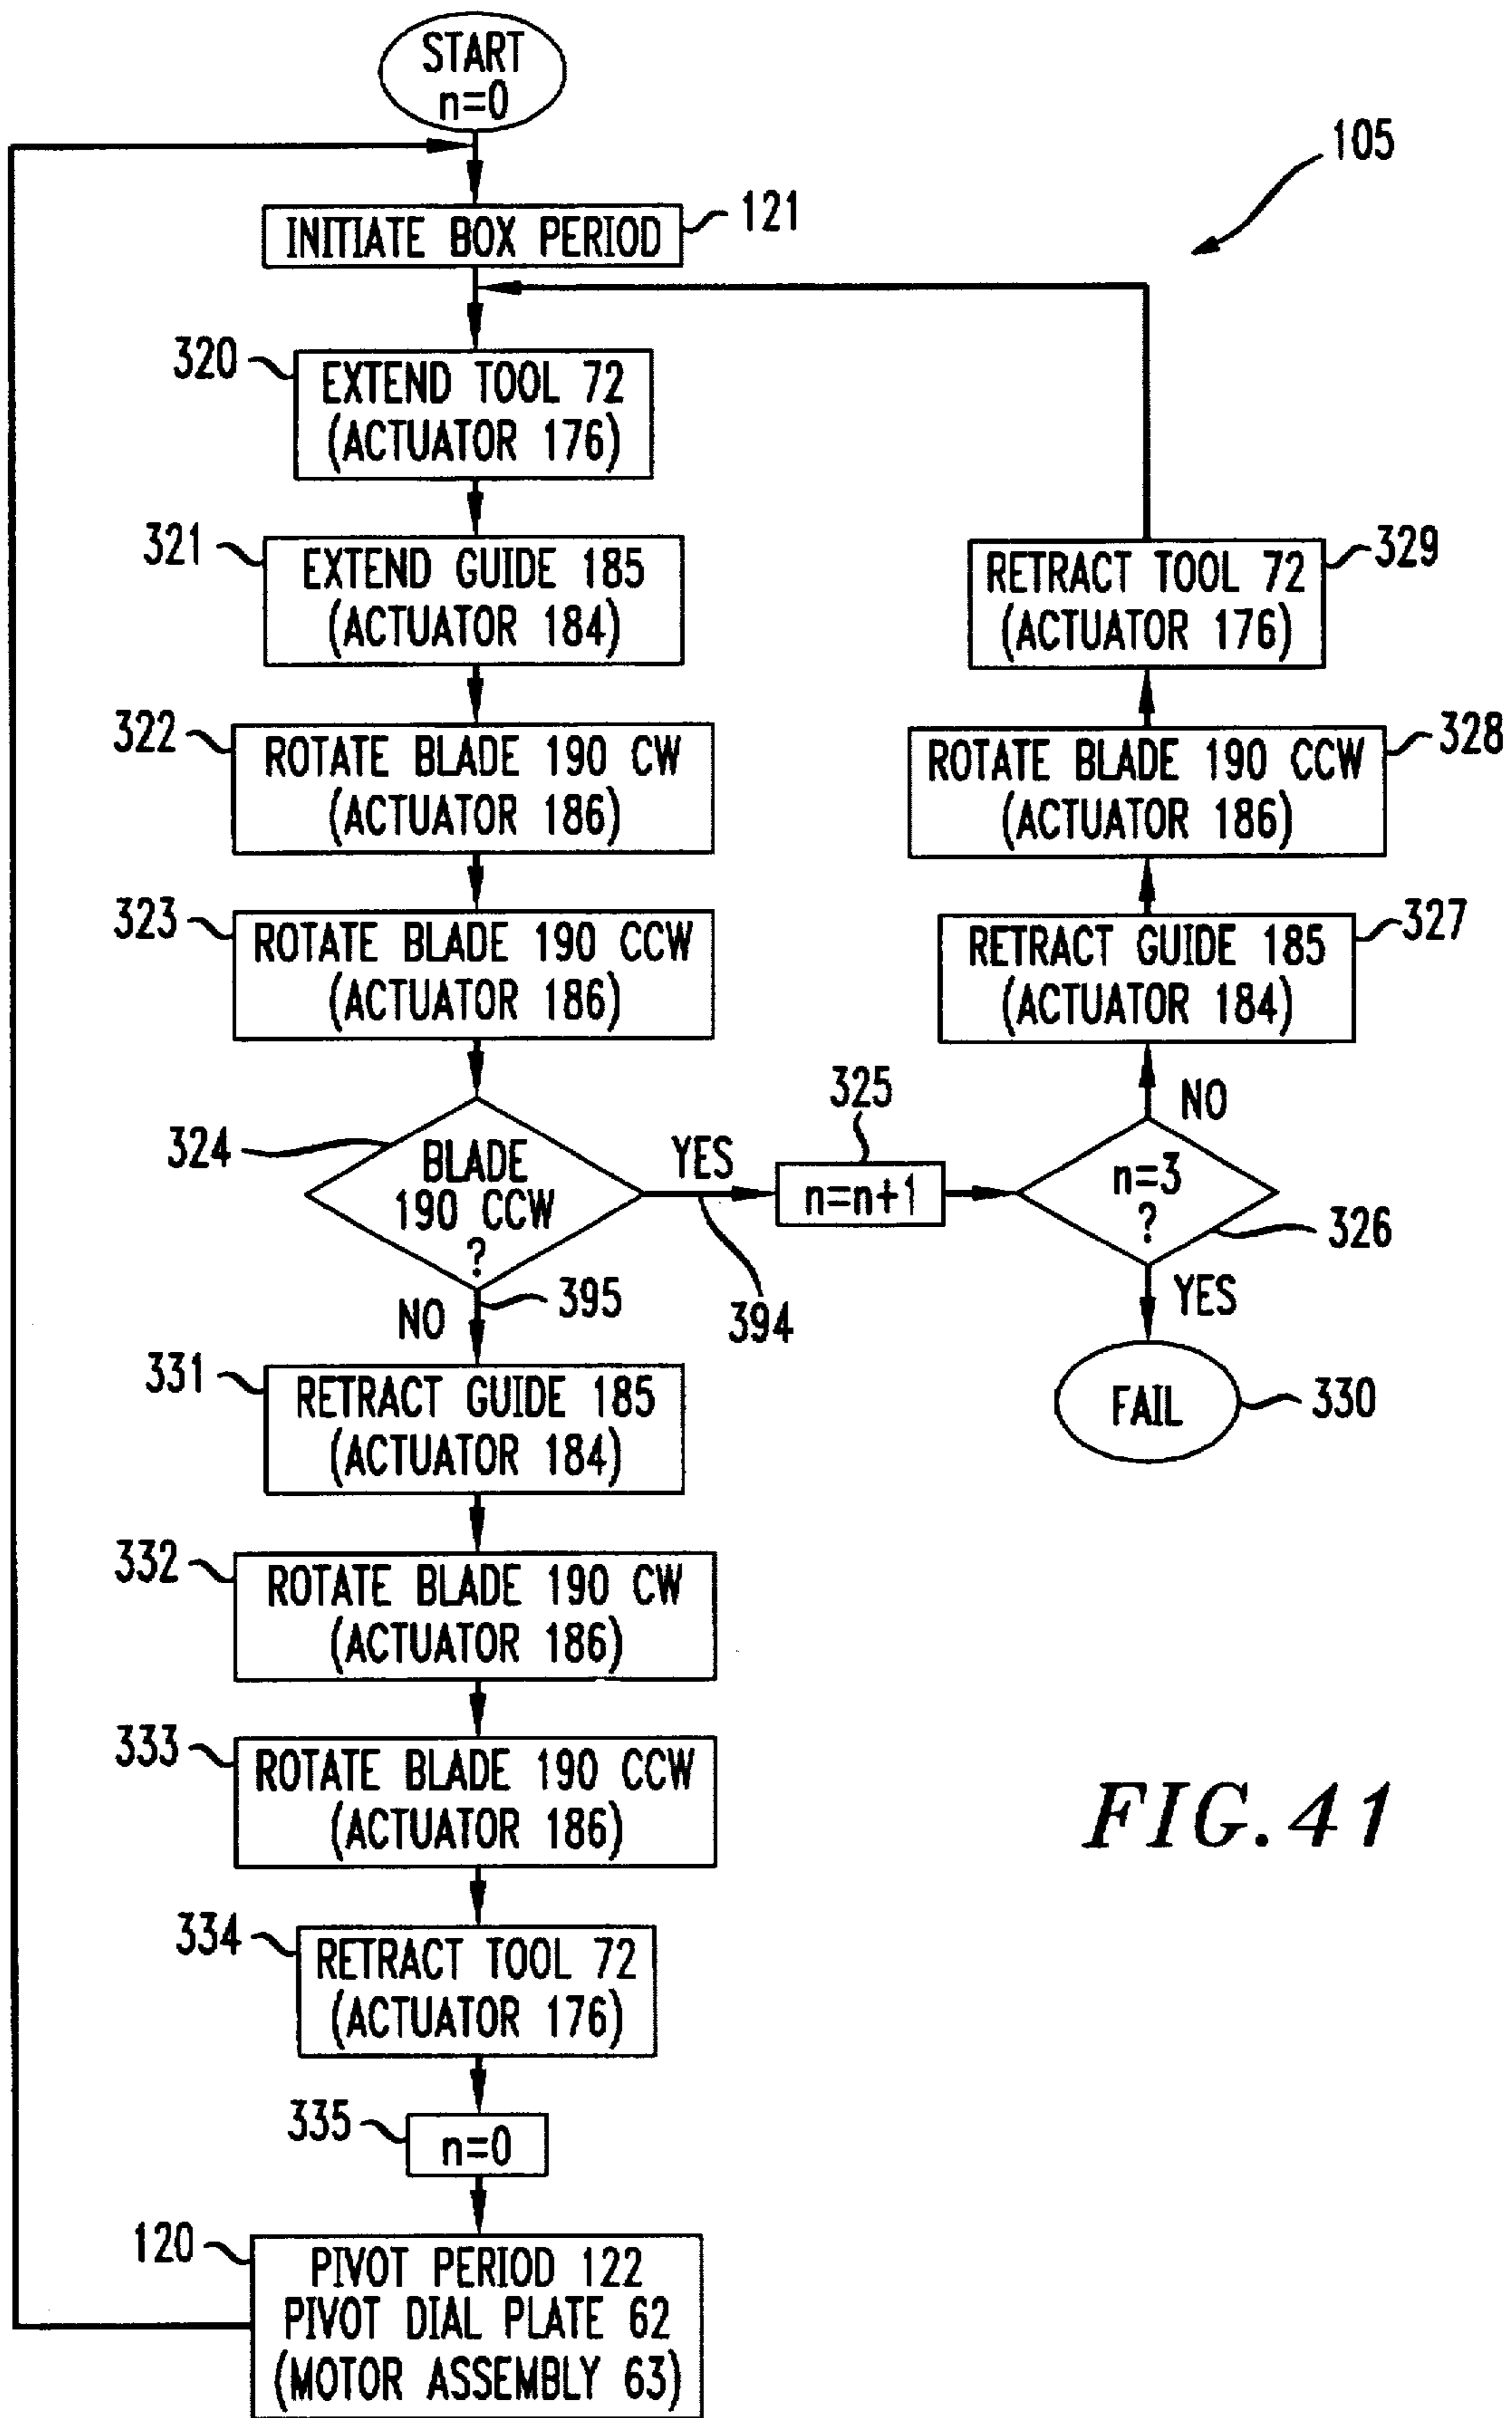 START
n=0
105
INITIATE BOX PERIOD
121
320
EXTEND TOOL 72
(ACTUATOR 176)
321
EXTEND GUIDE 185
(ACTUATOR 184)
322
ROTATE BLADE 190 CW
(ACTUATOR 186)
323
ROTATE BLADE 190 CCW
(ACTUATOR 186)
324
BLADE
190 CCW
?
YES
394
NO
395
325
n=n+1
n=3
?
326
NO
YES
FAIL
330
RETRACT GUIDE 185
(ACTUATOR 184)
327
ROTATE BLADE 190 CCW
(ACTUATOR 186)
328
RETRACT TOOL 72
(ACTUATOR 176)
329
331
RETRACT GUIDE 185
(ACTUATOR 184)
332
ROTATE BLADE 190 CW
(ACTUATOR 186)
333
ROTATE BLADE 190 CCW
(ACTUATOR 186)
334
RETRACT TOOL 72
(ACTUATOR 176)
335
n=0
120
PIVOT PERIOD 122
PIVOT DIAL PLATE 62
(MOTOR ASSEMBLY 63)
FIG.41